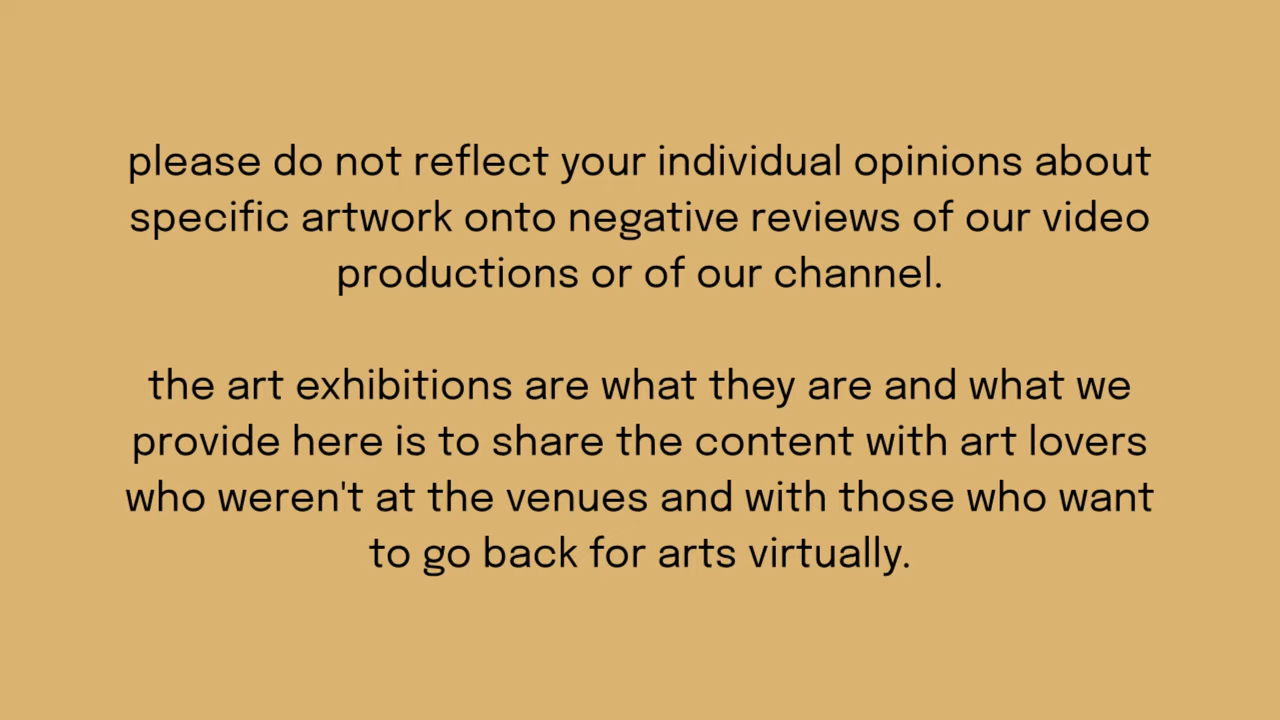 please do not reflect your individual opinions about
specific artwork onto negative reviews of our video
productions or of our channel.
the art exhibitions are what they are and what we
provide here is to share the content with art lovers
who weren't at the venues and with those who want
to go back for arts virtually.